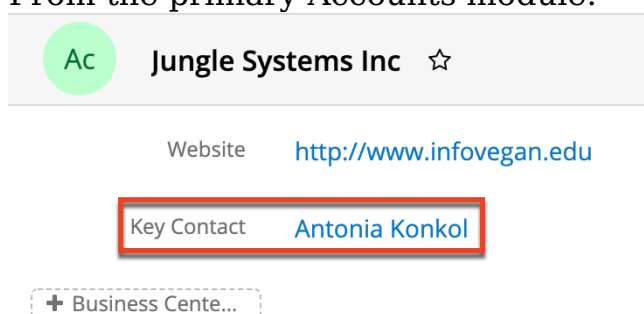 From the primary Accounts module:
Ac
Jungle Systems Inc
Website
http://www.infovegan.edu
Key Contact
Antonia Konkol
+ Business Cente...